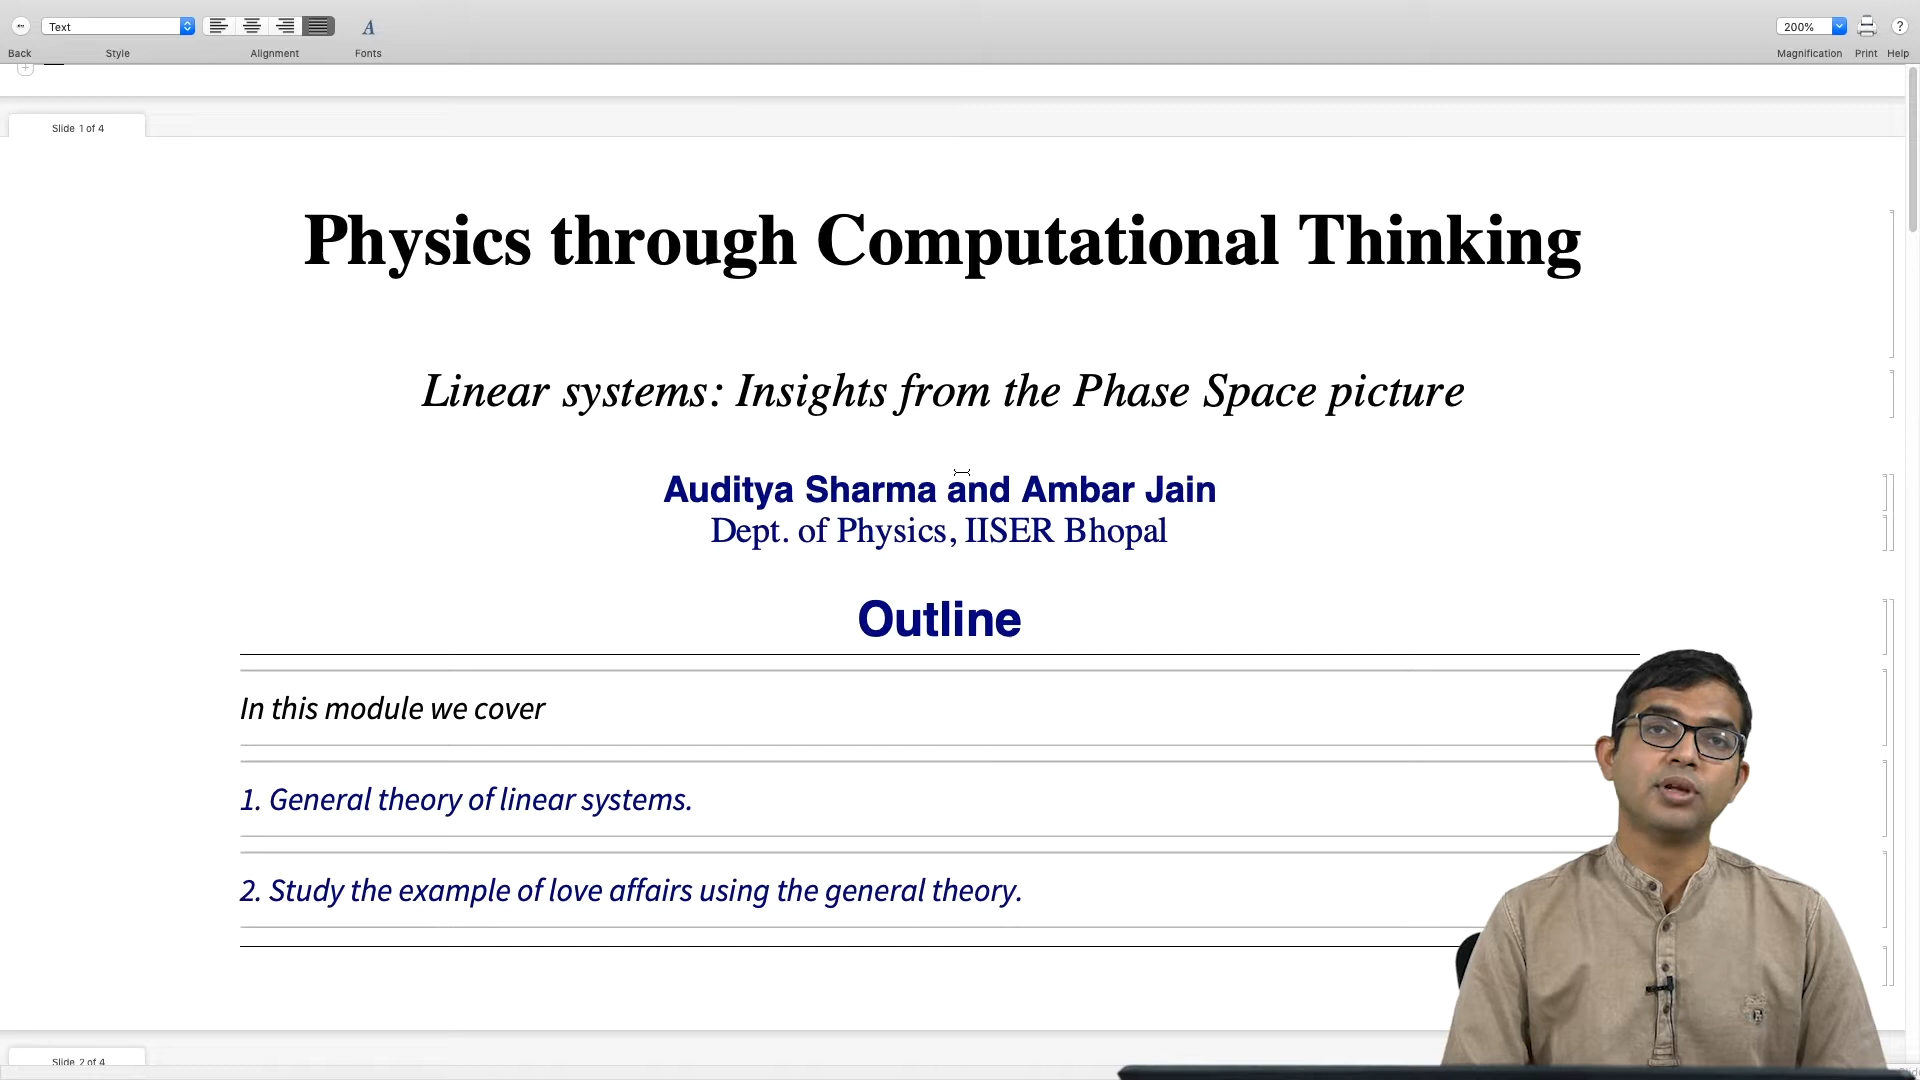 Text
200%
Back
Style
Alignment
Fonts
Magnification
Print
Help
Slide 1 of 4
Physics through Computational Thinking
Linear systems: Insights from the Phase Space picture
Auditya Sharma and Ambar Jain
Dept. of Physics, IISER Bhopal
Outline
In this module we cover
1. General theory of linear systems.
2. Study the example of love affairs using the general theory.
Slide 2 of 4